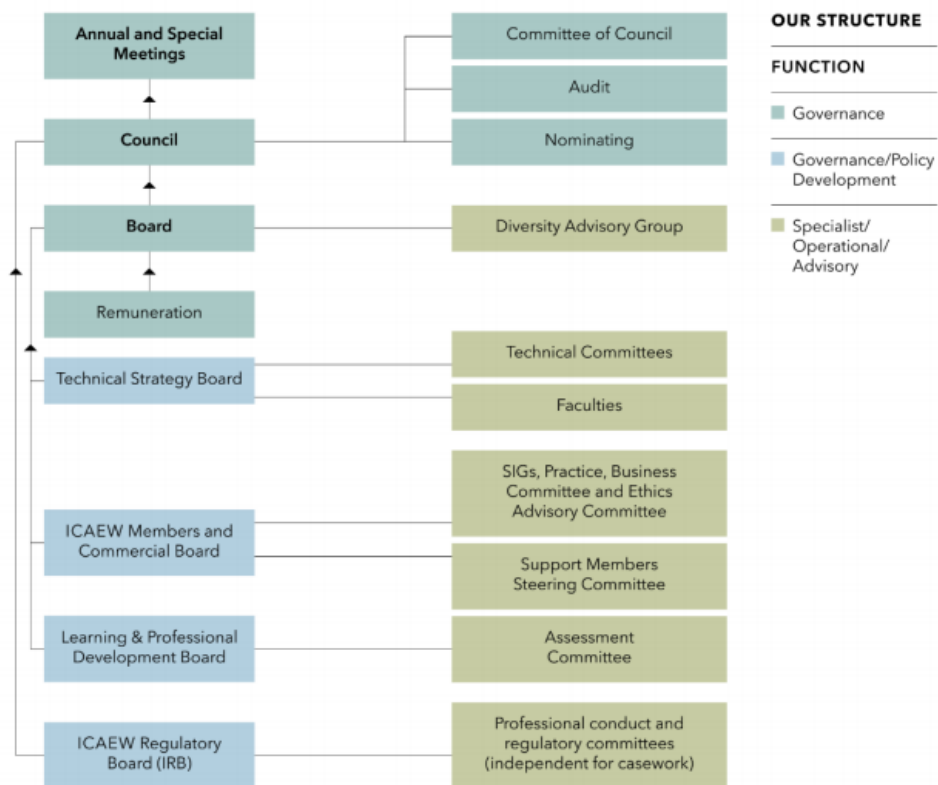 Annual and Special
Meetings
Council
Board
Remuneration
Technical Strategy Board
ICAEW Members and
Commercial Board
Learning & Professional
Development Board
ICAEW Regulatory
Board (IRB)
Committee of Council
Audit
Nominating
Diversity Advisory Group
Technical Committees
Faculties
SIGs, Practice, Business
Committee and Ethics
Advisory Committee
Support Members
Steering Committee
Assessment
Committee
Professional conduct and
regulatory committees
(independent for casework)
OUR STRUCTURE
FUNCTION
Governance
Governance/Policy
Development
Specialist/
Operational/
Advisory